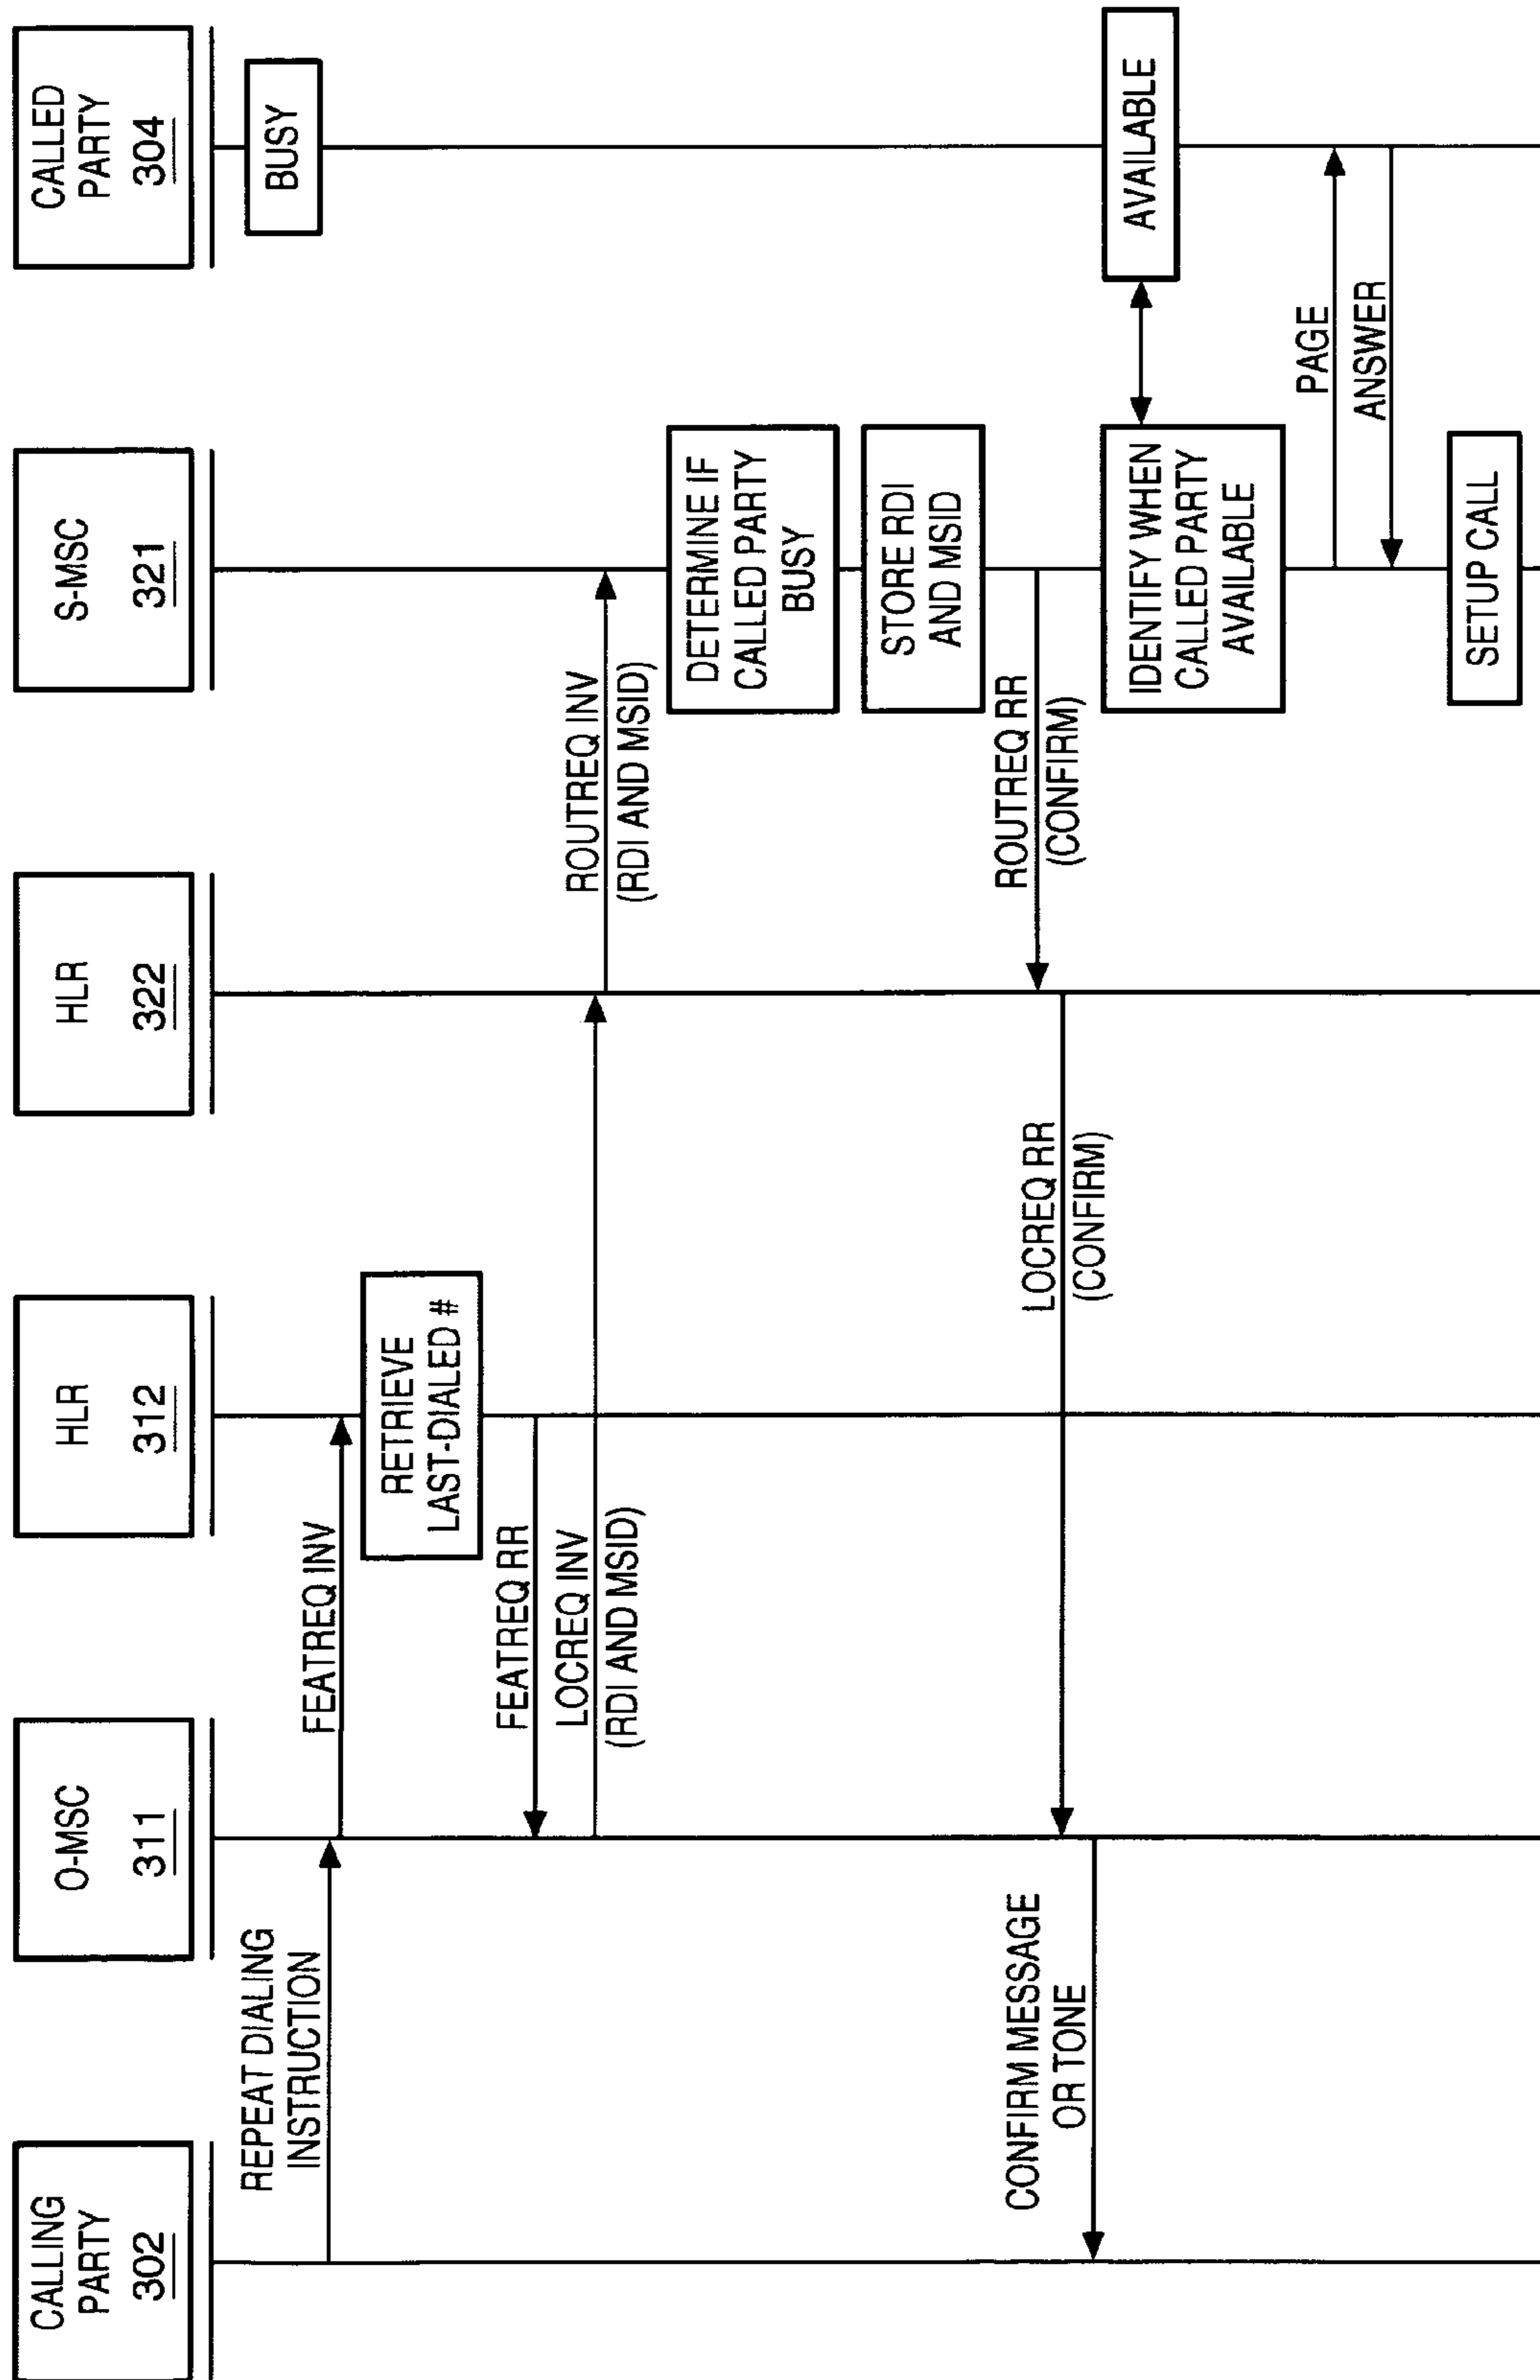 CALLING
PARTY
302
O-MSC
311
HLR
312
HLR
322
S-MSC
321
CALLED
PARTY
304
BUSY
REPEAT DIALING
INSTRUCTION
FEATREQ INV
RETRIEVE
LAST-DIALED #
FEATREQ RR
LOCREQ INV
(RDI AND MSID)
ROUTREQ INV
(RDI AND MSID)
DETERMINE IF
CALLED PARTY
BUSY
STORE RDI
AND MSID
ROUTREQ RR
(CONFIRM)
LOCREQ RR
(CONFIRM)
CONFIRM MESSAGE
OR TONE
IDENTIFY WHEN
CALLED PARTY
AVAILABLE
AVAILABLE
PAGE
ANSWER
SETUP CALL